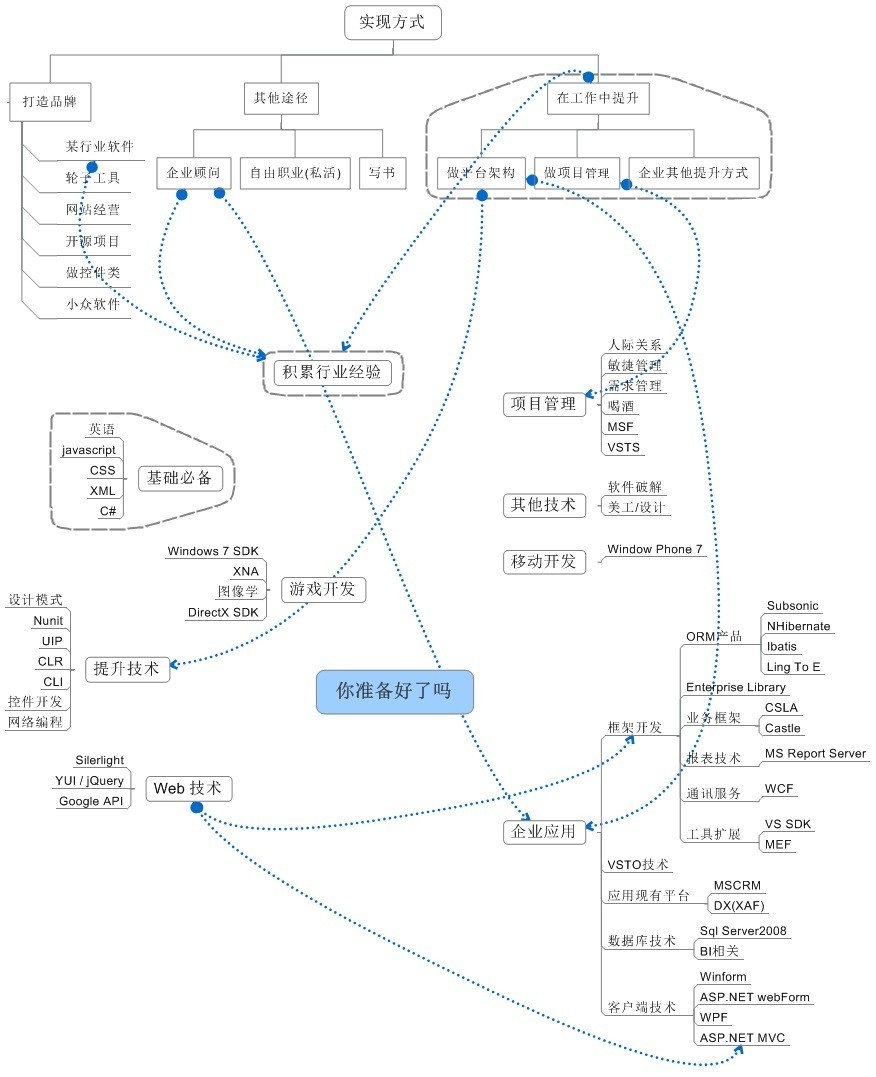 实现方式
打造品牌
某行业软件
轮子工具
网站经营
开源项目
做控件类
小众软件
其他途径
企业顾问
自由职业(私活)
写书
在工作中提升
做平台架构
做项目管理
企业其他提升方式
积累行业经验
基础必备
英语
javascript
CSS
XML
C#
项目管理
人际关系
敏捷管理
需求管理
喝酒
MSF
VSTS
其他技术
软件破解
美工/设计
移动开发
Window Phone 7
游戏开发
Windows 7 SDK
XNA
图像学
DirectX SDK
提升技术
设计模式
Nunit
UIP
CLR
CLI
控件开发
网络编程
你准备好了吗
Web 技术
Silerlight
YUI / jQuery
Google API
企业应用
框架开发
ORM产品
Subsonic
NHibernate
Ibatis
Ling To E
Enterprise Library
业务框架
CSLA
Castle
报表技术
MS Report Server
通讯服务
WCF
工具扩展
VS SDK
MEF
VSTO技术
应用现有平台
MSCRM
DX(XAF)
数据库技术
Sql Server2008
BI相关
客户端技术
Winform
ASP.NET webForm
WPF
ASP.NET MVC